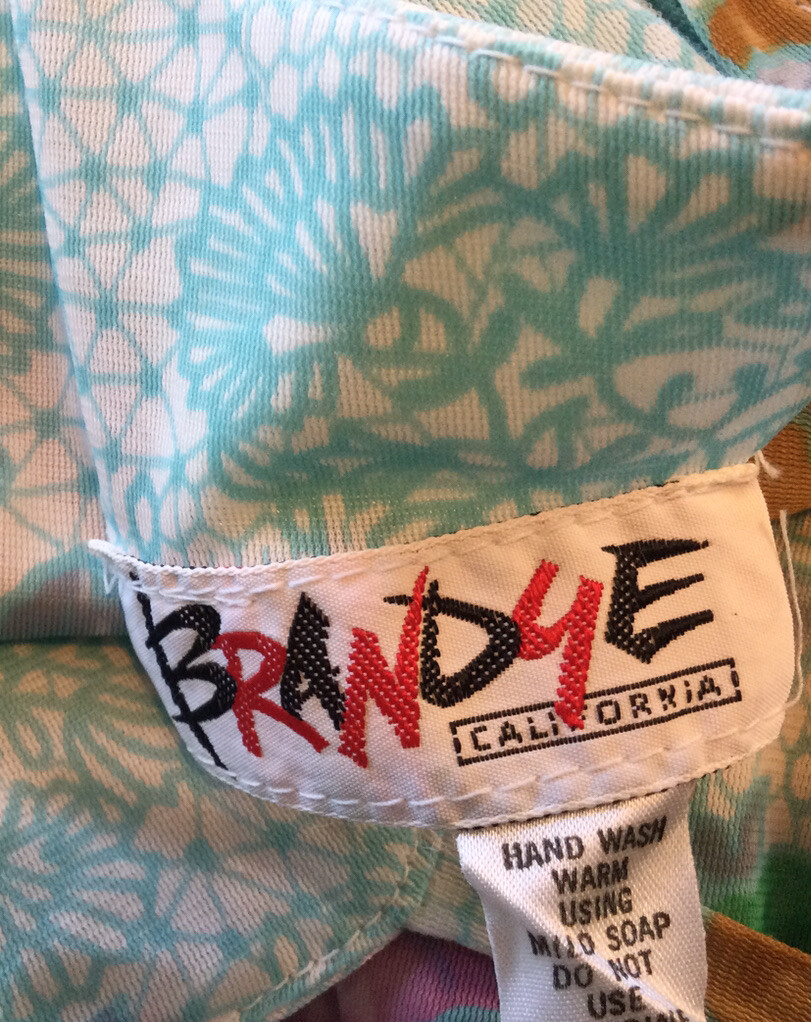 BRANDYE
CALIFORNiA
HAND WASH
WARM
USING
MILD SOAP
DO NOT
USE